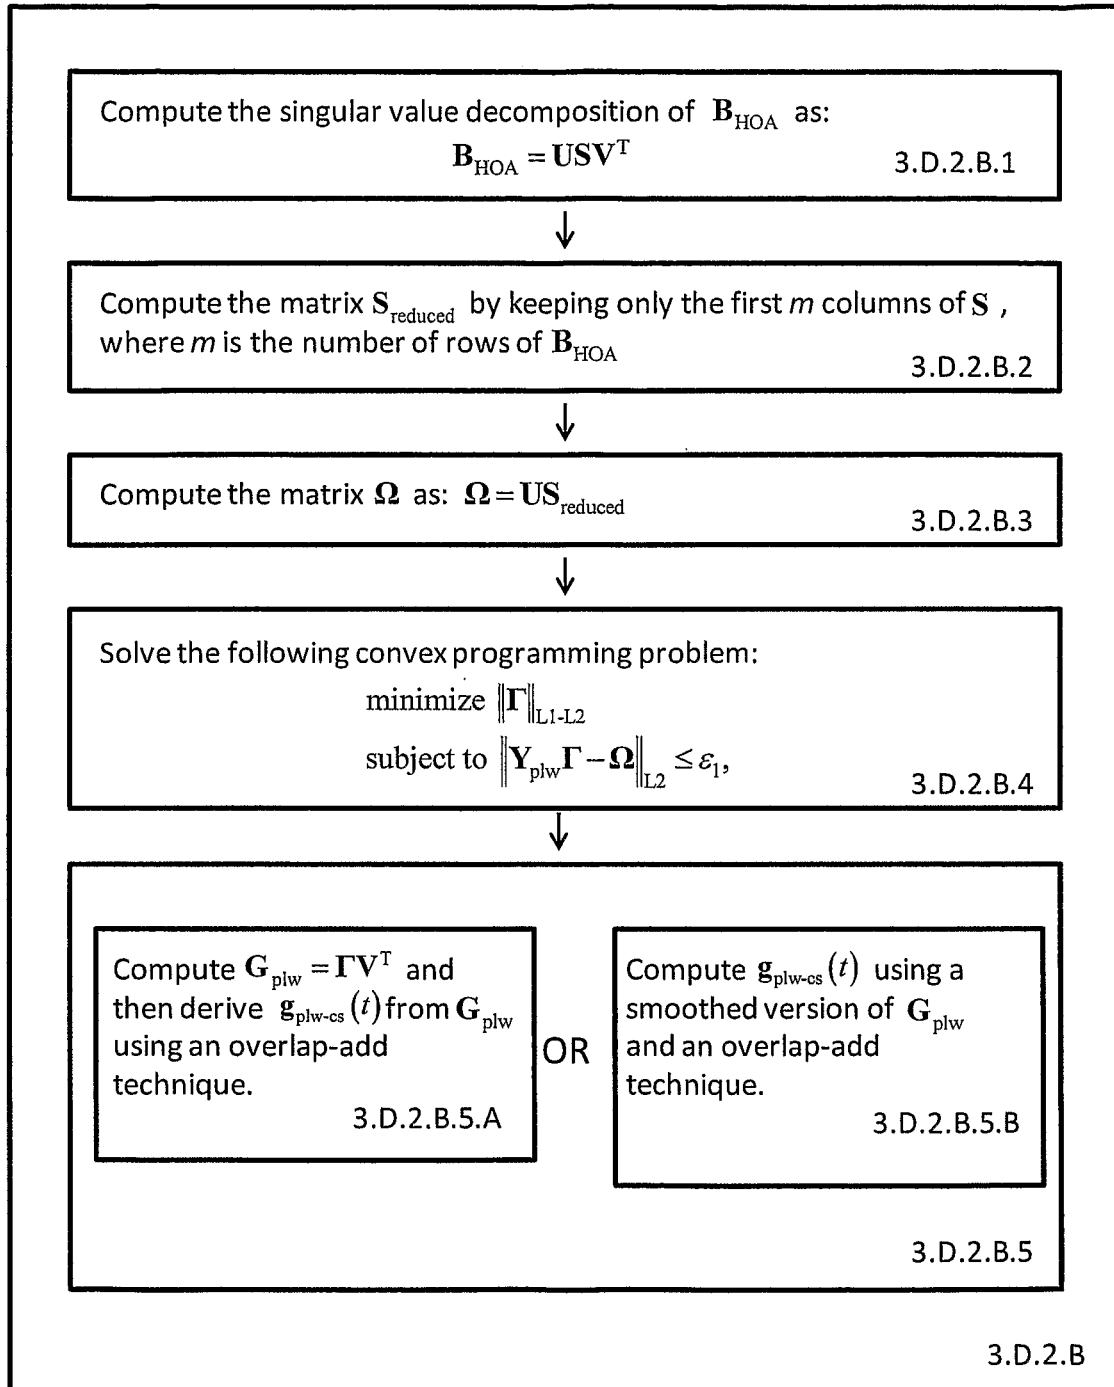 Compute the singular value decomposition of B_HOA as:
B_HOA = USV^T
3.D.2.B.1
Compute the matrix S_reduced by keeping only the first m columns of S ,
where m is the number of rows of B_HOA
3.D.2.B.2
Compute the matrix Ω as: Ω = US_reduced
3.D.2.B.3
Solve the following convex programming problem:
minimize ‖Γ‖_L1-L2
subject to ‖Y_plw Γ − Ω‖_L2 ≤ ε_1,
3.D.2.B.4
Compute G_plw = ΓV^T and
then derive g_plw-cs(t) from G_plw
using an overlap-add
technique.
3.D.2.B.5.A
OR
Compute g_plw-cs(t) using a
smoothed version of G_plw
and an overlap-add
technique.
3.D.2.B.5.B
3.D.2.B.5
3.D.2.B